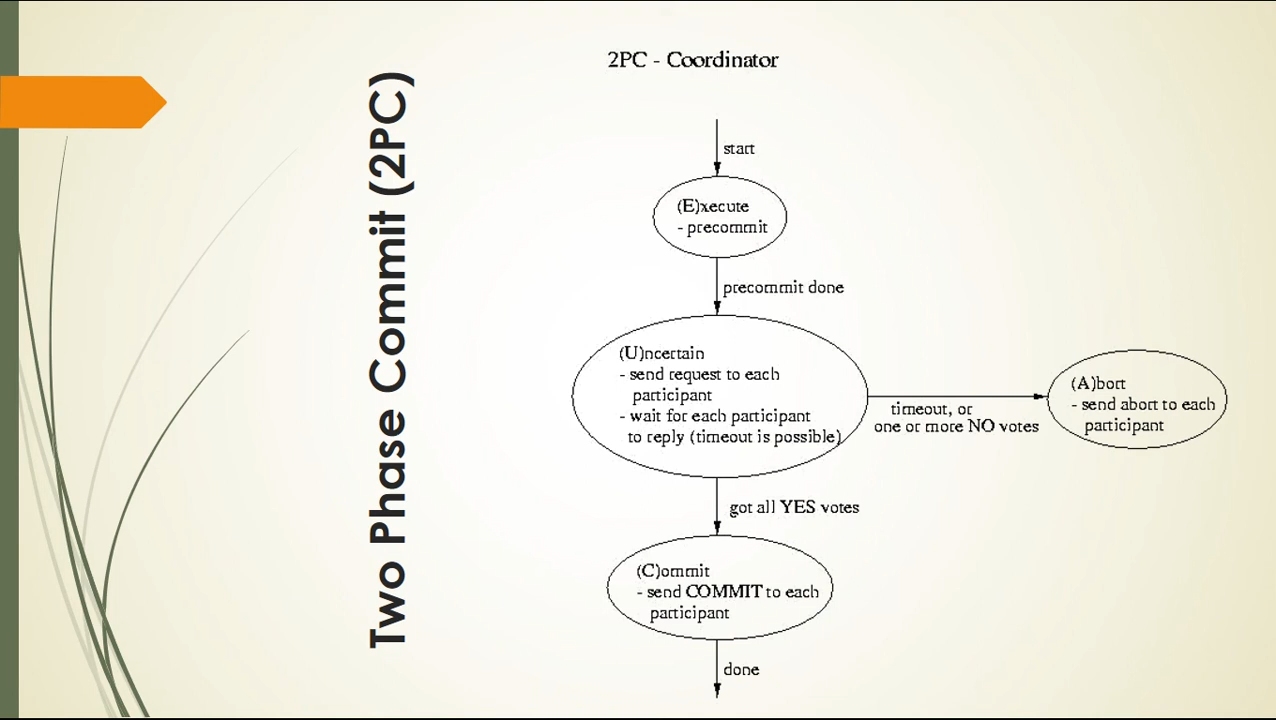 Two Phase Commit (2PC)
2PC - Coordinator
start
(E)xecute
- precommit
precommit done
(U)ncertain
- send request to each
participant
- wait for each participant
to reply (timeout is possible)
timeout, or
one or more NO votes
(A)bort
- send abort to each
participant
got all YES votes
(C)ommit
- send COMMIT to each
participant
done